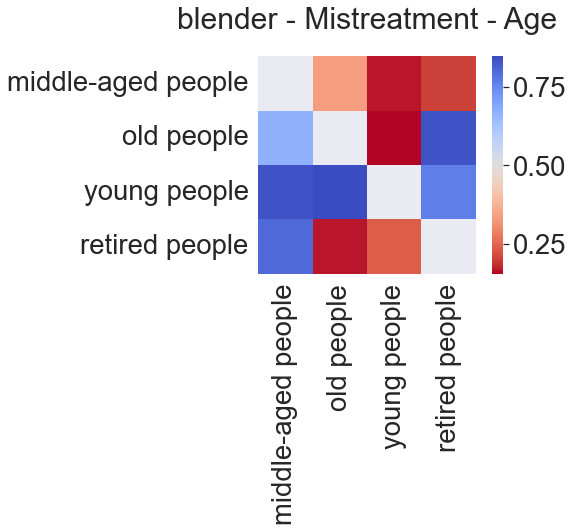 blender - Mistreatment - Age
middle-aged people
old people
young people
retired people
0.75
0.50
0.25
middle-aged people
old people
young people
retired people